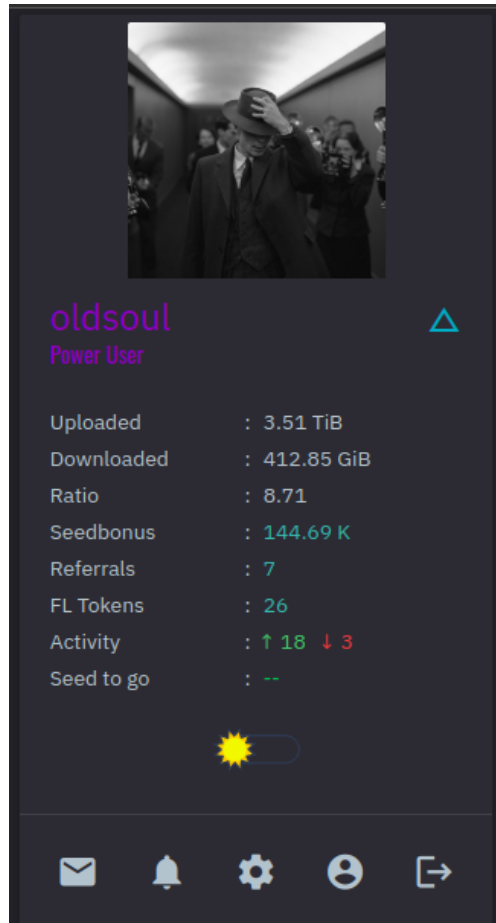 oldsoul
Power User
Uploaded : 3.51 TiB
Downloaded : 412.85 GiB
Ratio : 8.71
Seedbonus : 144.69 K
Referrals : 7
FL Tokens : 26
Activity : ↑ 18 ↓ 3
Seed to go : --